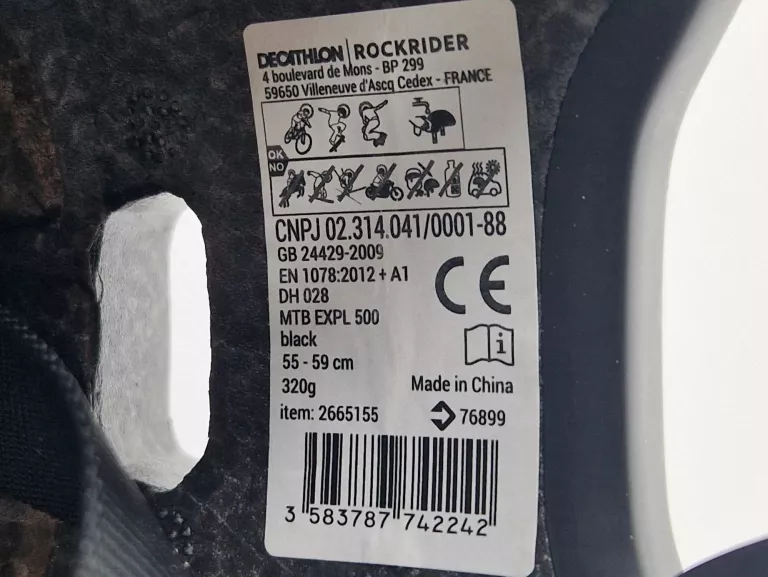 DECATHLON | ROCKRIDER
4 boulevard de Mons - BP 299
59650 Villeneuve d'Ascq Cedex - FRANCE
OK
NO
CNPJ 02.314.041/0001-88
GB 24429-2009
EN 1078:2012 + A1
CE
DH 028
MTB EXPL 500
black
i
55 - 59 cm
320g
Made in China
item: 2665155
76899
3 583787 742242